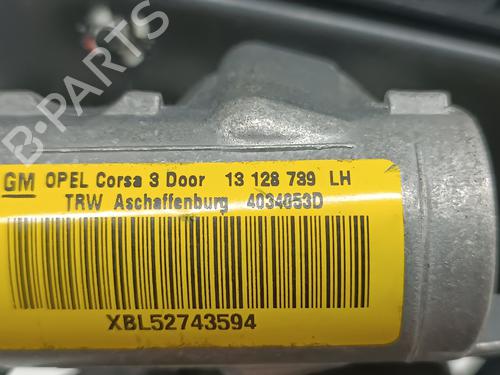 B-PARTS
GM OPEL Corsa 3 Door 13 128 739 LH
TRW Aschaffenburg 4034053D
XBL52743594